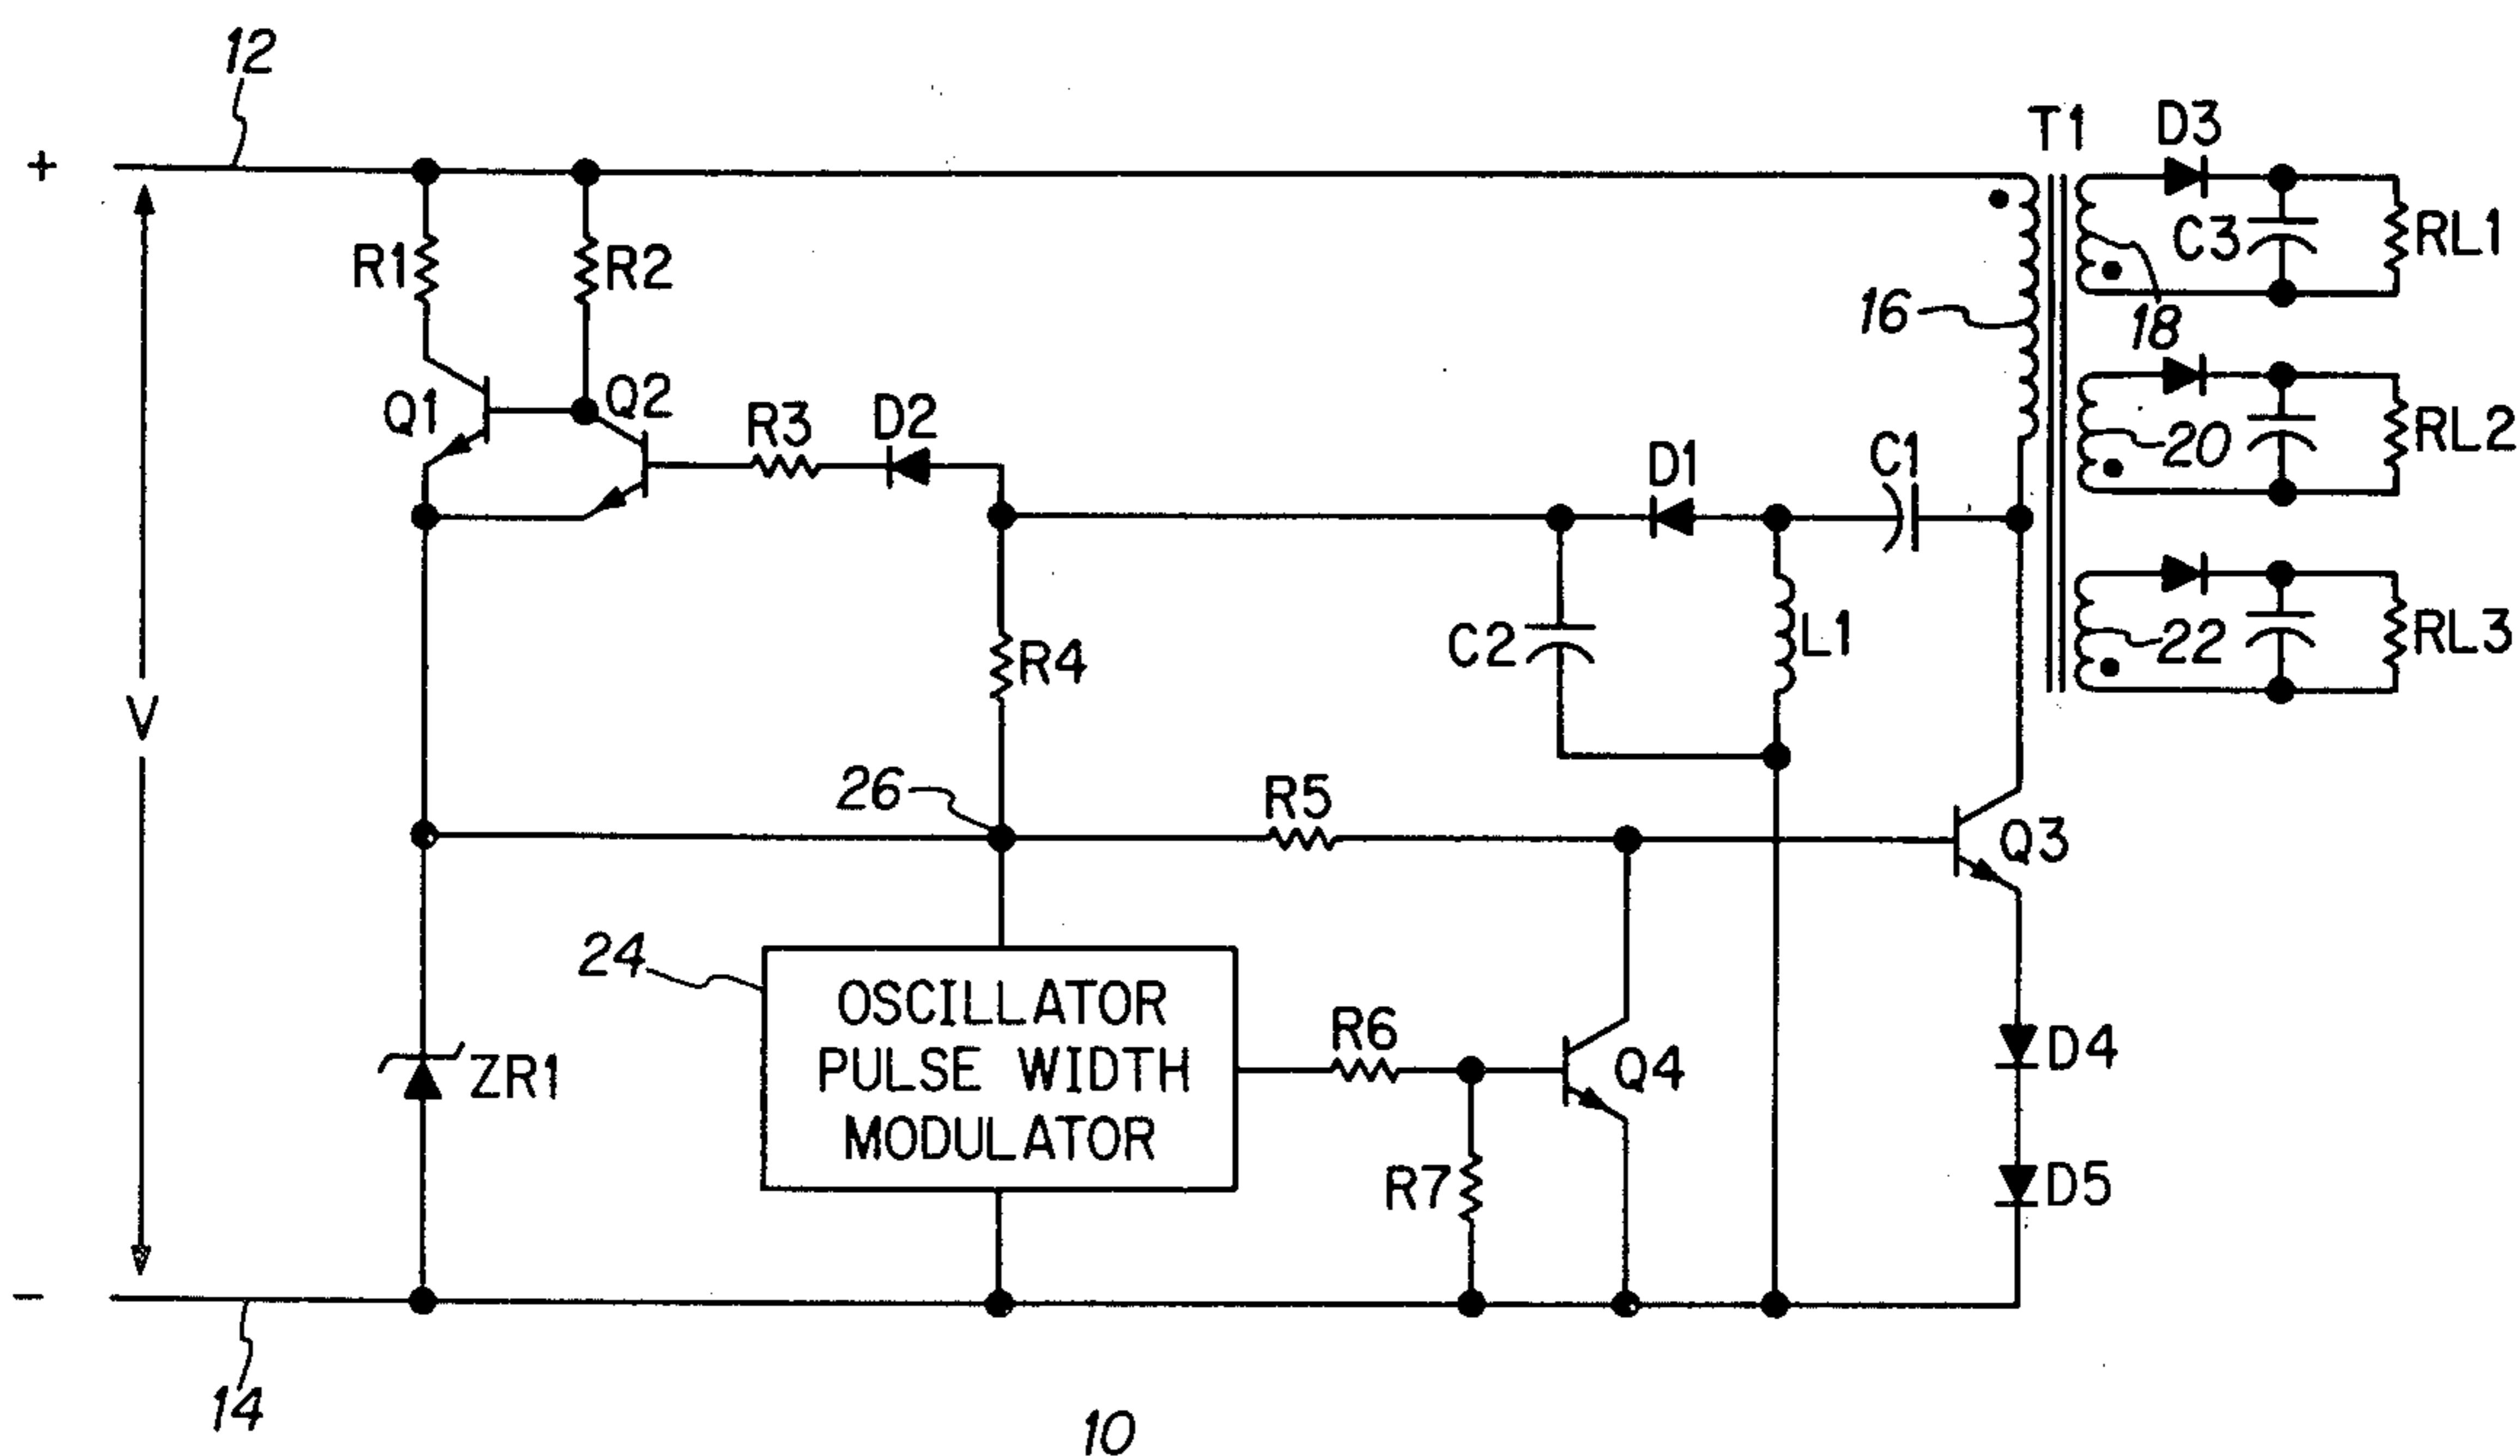 12
T1
D3
+
R1
R2
C3
RL1
16
18
Q1
Q2
R3
D2
D1
C1
20
RL2
R4
C2
L1
22
RL3
V
26
R5
Q3
24
OSCILLATOR
PULSE WIDTH
MODULATOR
ZR1
R6
Q4
D4
R7
D5
-
14
10